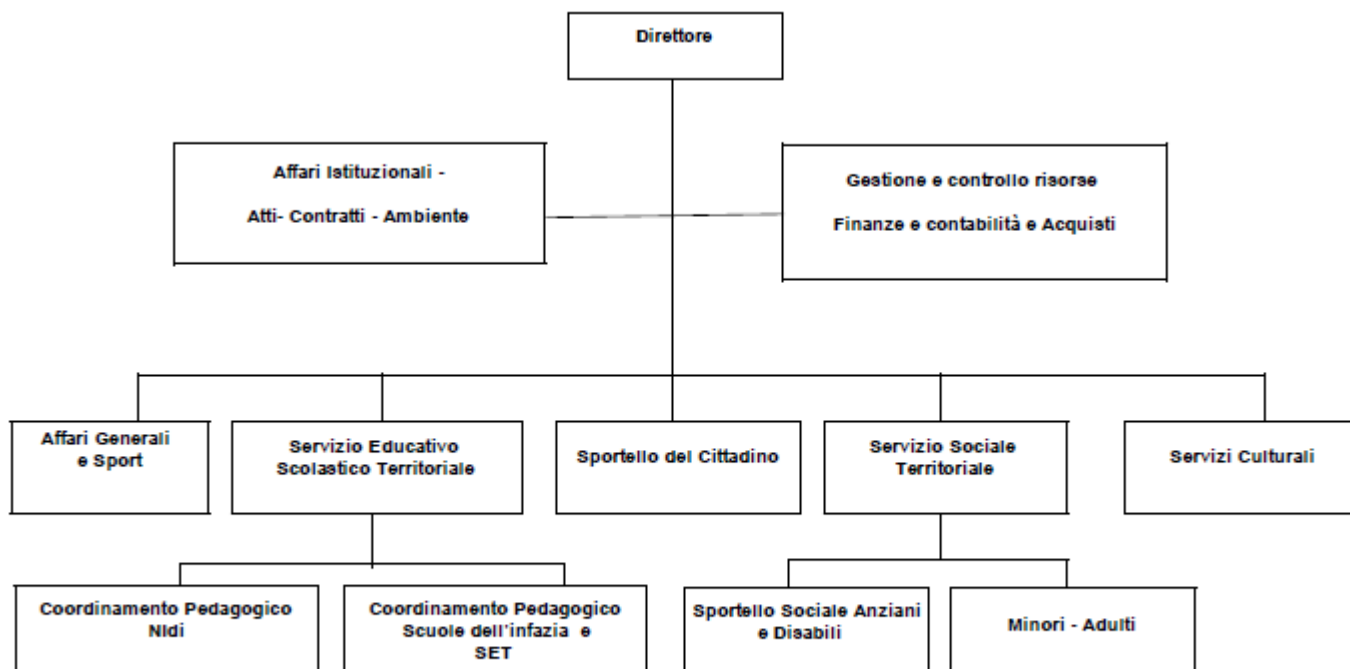 Direttore
Affari Istituzionali -
Atti- Contratti - Ambiente
Gestione e controllo risorse
Finanze e contabilità e Acquisti
Affari Generali
e Sport
Servizio Educativo
Scolastico Territoriale
Sportello del Cittadino
Servizio Sociale
Territoriale
Servizi Culturali
Coordinamento Pedagogico
Nidi
Coordinamento Pedagogico
Scuole dell'infazia e
SET
Sportello Sociale Anziani
e Disabili
Minori - Adulti